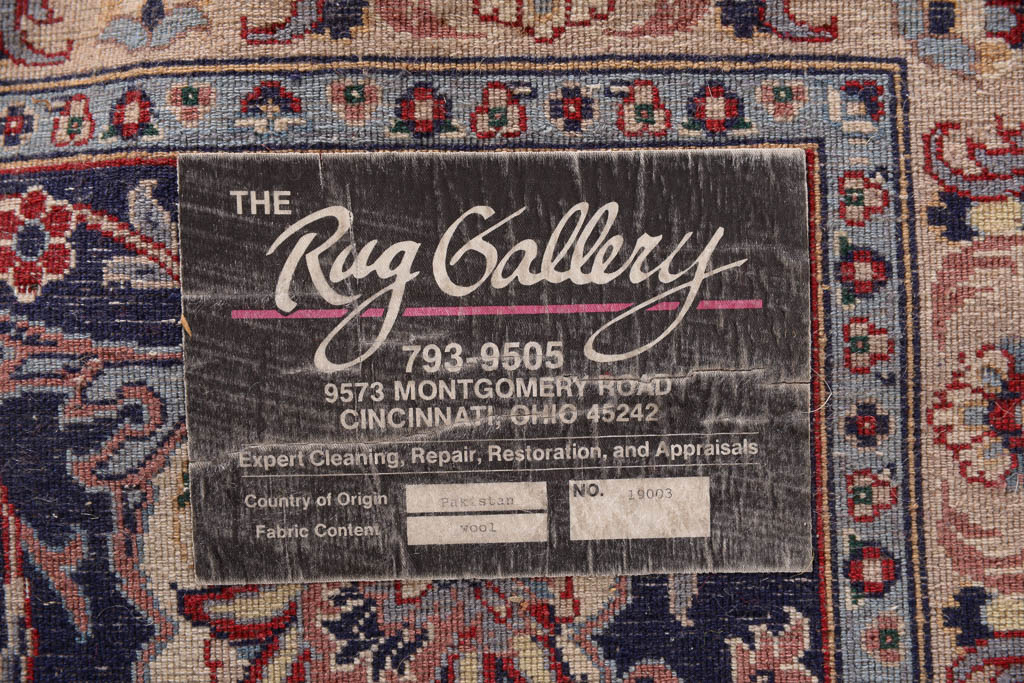 THE
Rug Gallery
793-9505
9573 MONTGOMERY ROAD
CINCINNATI, OHIO 45242
Expert Cleaning, Repair, Restoration, and Appraisals
Country of Origin Pakistan
NO. 19003
Fabric Content wool